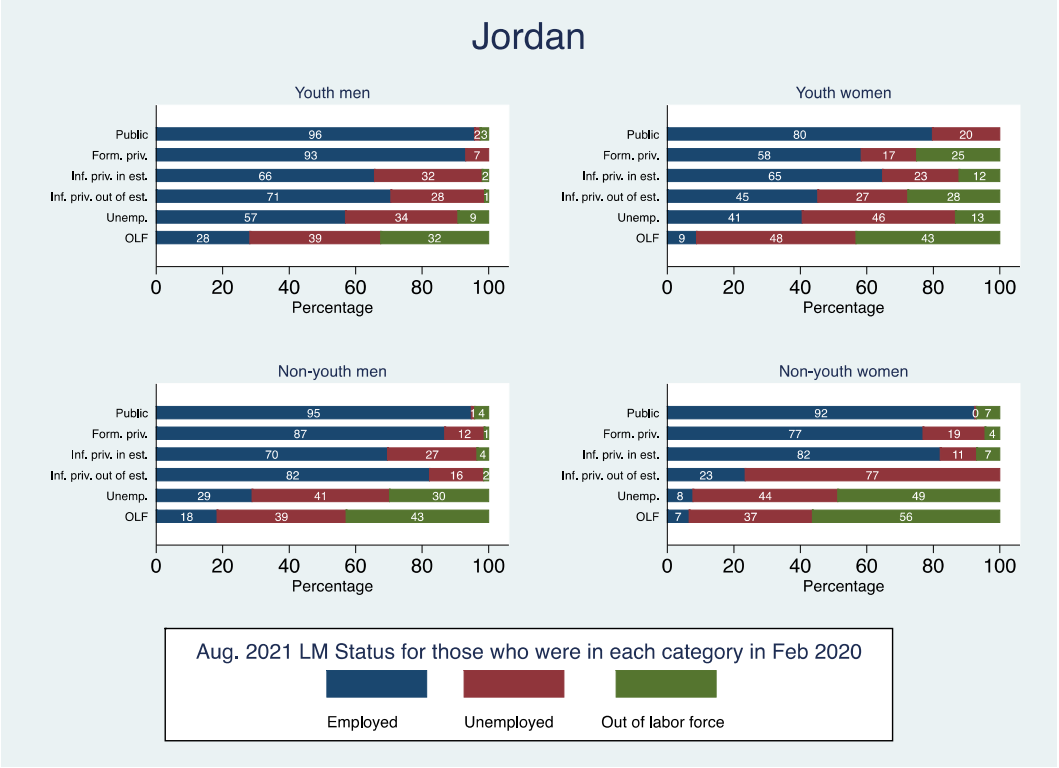 Jordan
Youth men
Public 96 2 3
Form. priv. 93 7
Inf. priv. in est. 66 32 2
Inf. priv. out of est. 71 28 1
Unemp. 57 34 9
OLF 28 39 32
0 20 40 60 80 100
Percentage
Youth women
Public 80 20
Form. priv. 58 17 25
Inf. priv. in est. 65 23 12
Inf. priv. out of est. 45 27 28
Unemp. 41 46 13
OLF 9 48 43
0 20 40 60 80 100
Percentage
Non-youth men
Public 95 1 4
Form. priv. 87 12 1
Inf. priv. in est. 70 27 4
Inf. priv. out of est. 82 16 2
Unemp. 29 41 30
OLF 18 39 43
0 20 40 60 80 100
Percentage
Non-youth women
Public 92 0 7
Form. priv. 77 19 4
Inf. priv. in est. 82 11 7
Inf. priv. out of est. 23 77
Unemp. 8 44 49
OLF 7 37 56
0 20 40 60 80 100
Percentage
Aug. 2021 LM Status for those who were in each category in Feb 2020
Employed Unemployed Out of labor force